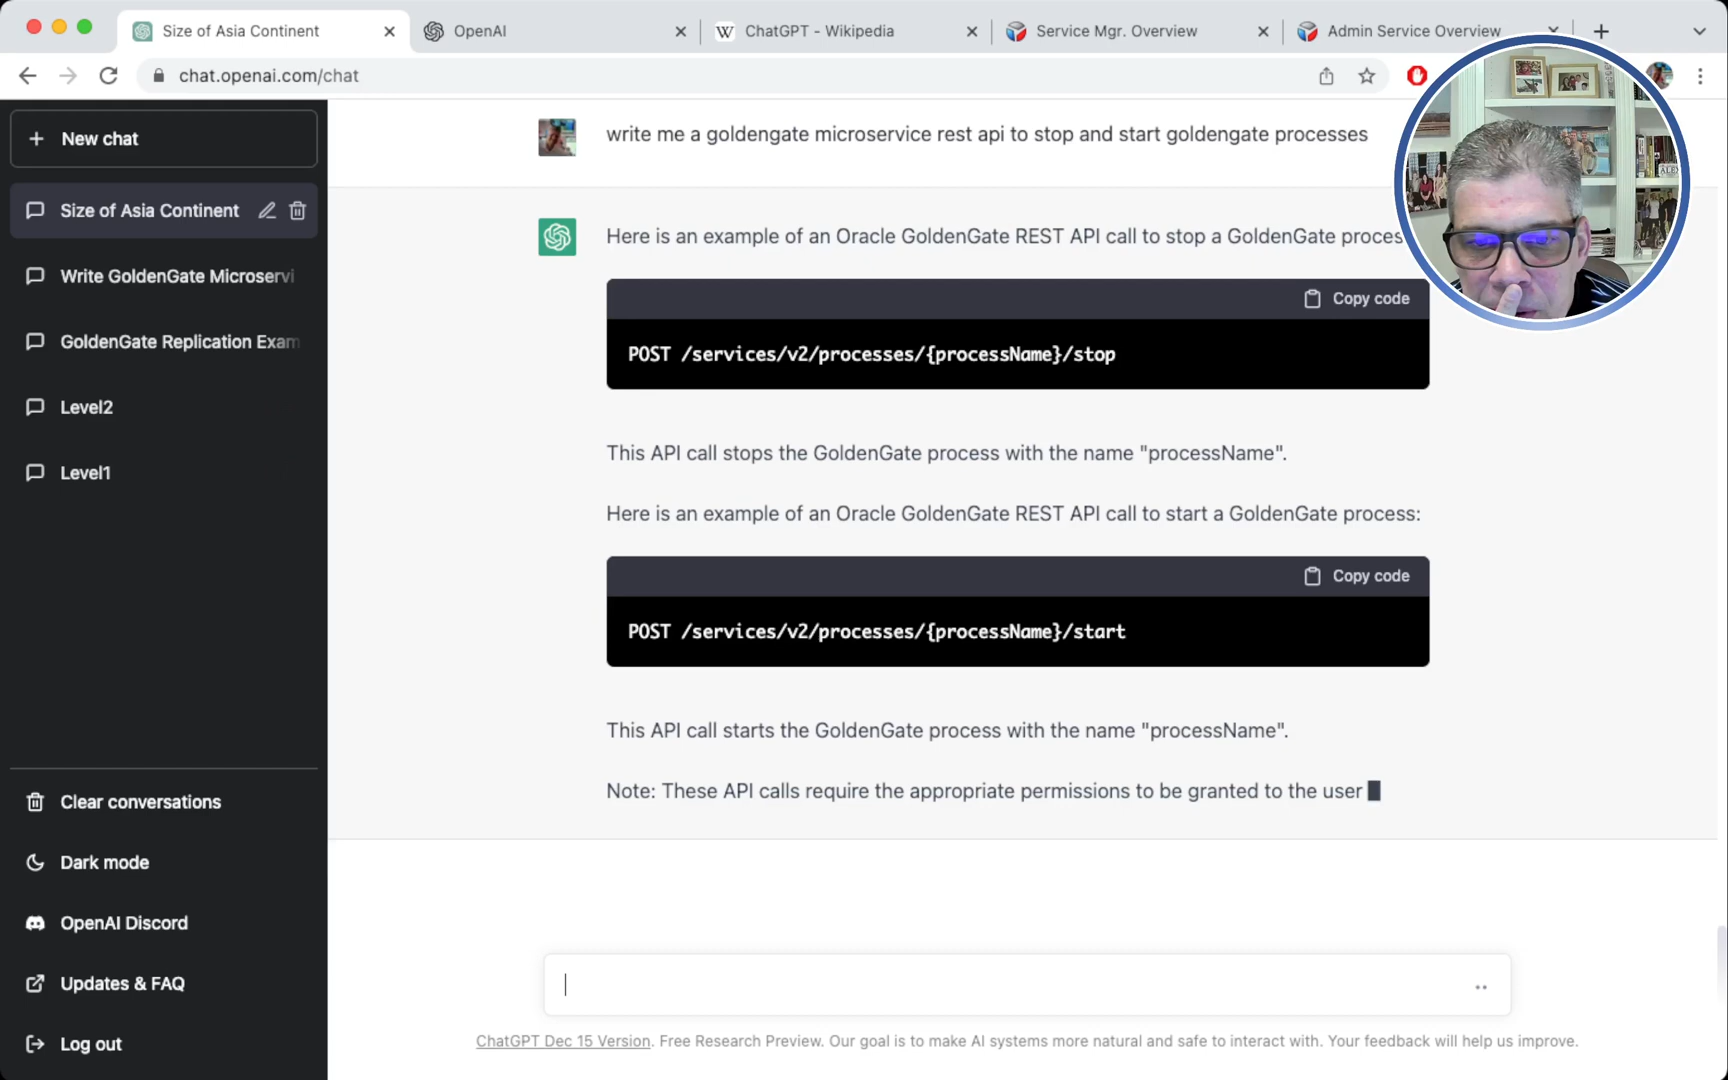 Size of Asia Continent
OpenAI
ChatGPT - Wikipedia
Service Mgr. Overview
Admin Service Overview
chat.openai.com/chat
New chat
Size of Asia Continent
Write GoldenGate Microservi
GoldenGate Replication Exam
Level2
Level1
Clear conversations
Dark mode
OpenAI Discord
Updates & FAQ
Log out
write me a goldengate microservice rest api to stop and start goldengate processes
Here is an example of an Oracle GoldenGate REST API call to stop a GoldenGate proces
Copy code
POST /services/v2/processes/{processName}/stop
This API call stops the GoldenGate process with the name "processName".
Here is an example of an Oracle GoldenGate REST API call to start a GoldenGate process:
Copy code
POST /services/v2/processes/{processName}/start
This API call starts the GoldenGate process with the name "processName".
Note: These API calls require the appropriate permissions to be granted to the user
ChatGPT Dec 15 Version. Free Research Preview. Our goal is to make AI systems more natural and safe to interact with. Your feedback will help us improve.